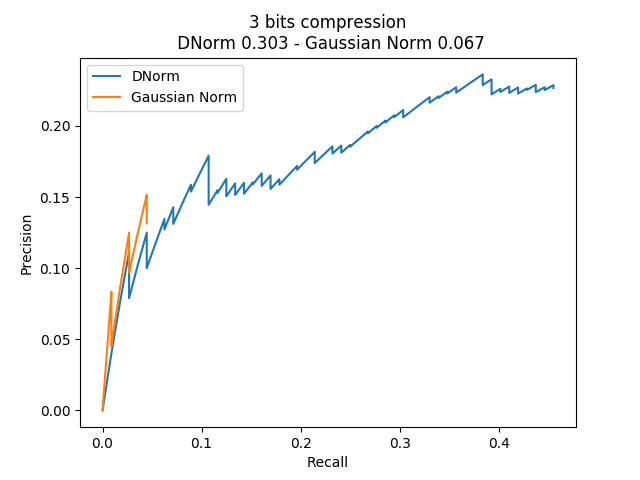 3 bits compression
DNorm 0.303 - Gaussian Norm 0.067
DNorm
Gaussian Norm
Precision
0.20
0.15
0.10
0.05
0.00
0.0 0.1 0.2 0.3 0.4
Recall